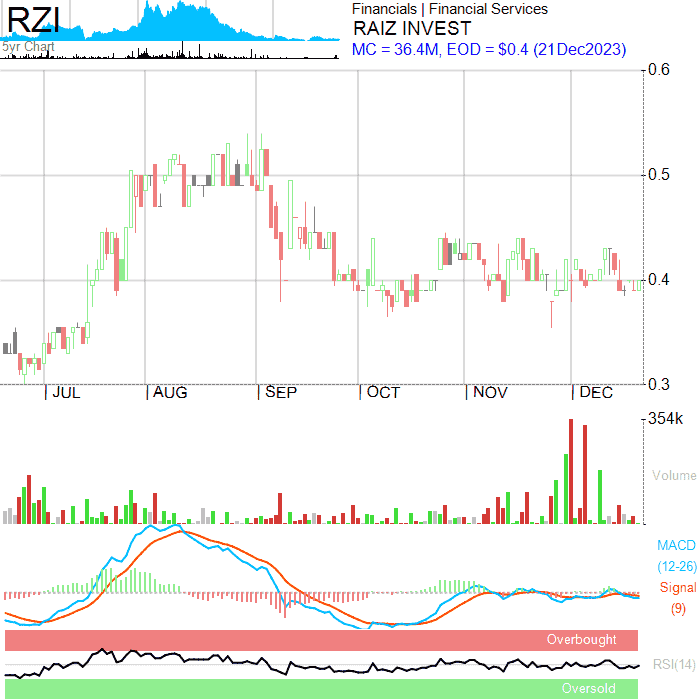 RZI
5yr Chart
Financials | Financial Services
RAIZ INVEST
MC = 36.4M, EOD = $0.4 (21Dec2023)
0.6
0.5
0.4
0.3
| JUL | AUG | SEP | OCT | NOV | DEC
354k
Volume
MACD
(12-26)
Signal
(9)
Overbought
RSI(14)
Oversold